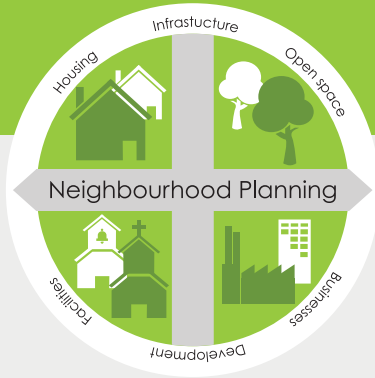 Housing
Infrastucture
Open space
Neighbourhood Planning
Facilities
Development
Businesses